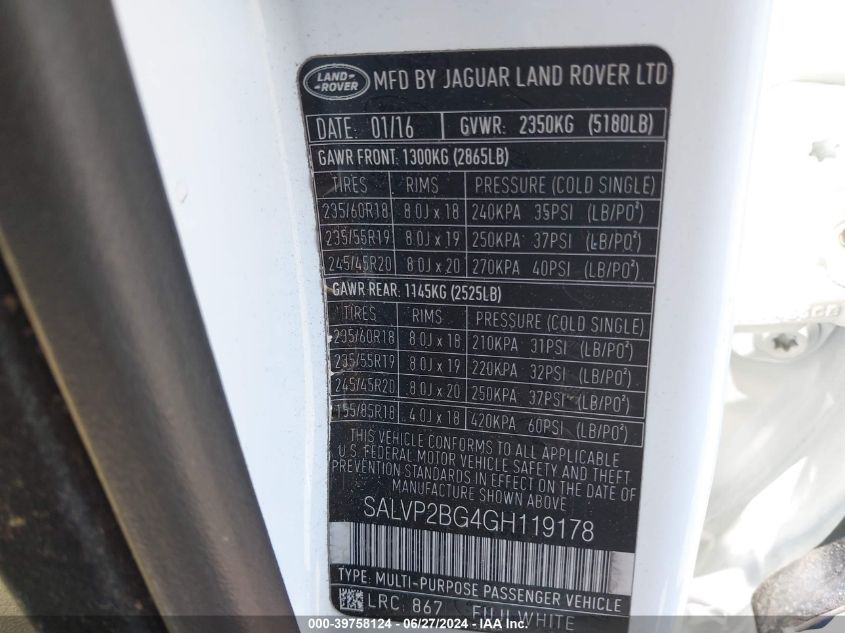 LAND-
-ROVER
MFD BY JAGUAR LAND ROVER LTD
DATE: 01/16 GVWR: 2350KG (5180LB)
GAWR FRONT: 1300KG (2865LB)
TIRES RIMS PRESSURE (COLD SINGLE)
235/60R18 8.0J x 18 240KPA 35PSI (LB/PO²)
235/55R19 8.0J x 19 250KPA 37PSI (LB/PO²)
245/45R20 8.0J x 20 270KPA 40PSI (LB/PO²)
GAWR REAR: 1145KG (2525LB)
TIRES RIMS PRESSURE (COLD SINGLE)
235/60R18 8.0J x 18 210KPA 31PSI (LB/PO²)
235/55R19 8.0J x 19 220KPA 32PSI (LB/PO²)
245/45R20 8.0J x 20 250KPA 37PSI (LB/PO²)
155/85R18 4.0J x 18 420KPA 60PSI (LB/PO²)
THIS VEHICLE CONFORMS TO ALL APPLICABLE
U.S. FEDERAL MOTOR VEHICLE SAFETY AND THEFT
PREVENTION STANDARDS IN EFFECT ON THE DATE
OF MANUFACTURE SHOWN ABOVE
SALVP2BG4GH119178
TYPE: MULTI-PURPOSE PASSENGER VEHICLE
LRC: 867 FUJI WHITE
000-39758124 - 06/27/2024 - IAA Inc.